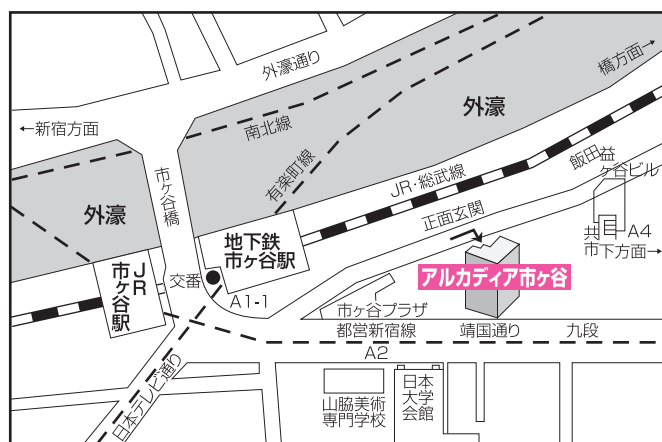 外濠通り
橋方面→
←新宿方面
南北線
外濠
有楽町線
市ヶ谷橋
外濠
JR・総武線
飯田
益
ヶ谷ビル
正面玄関
共
市
A4
下方面→
地下鉄
市ヶ谷駅
JR
市ヶ谷駅
交番
A1-1
アルカディア市ヶ谷
市ヶ谷プラザ
都営新宿線
靖国通り
九段
A2
日本テレビ通り
山脇美術
専門学校
日本
大学
会館